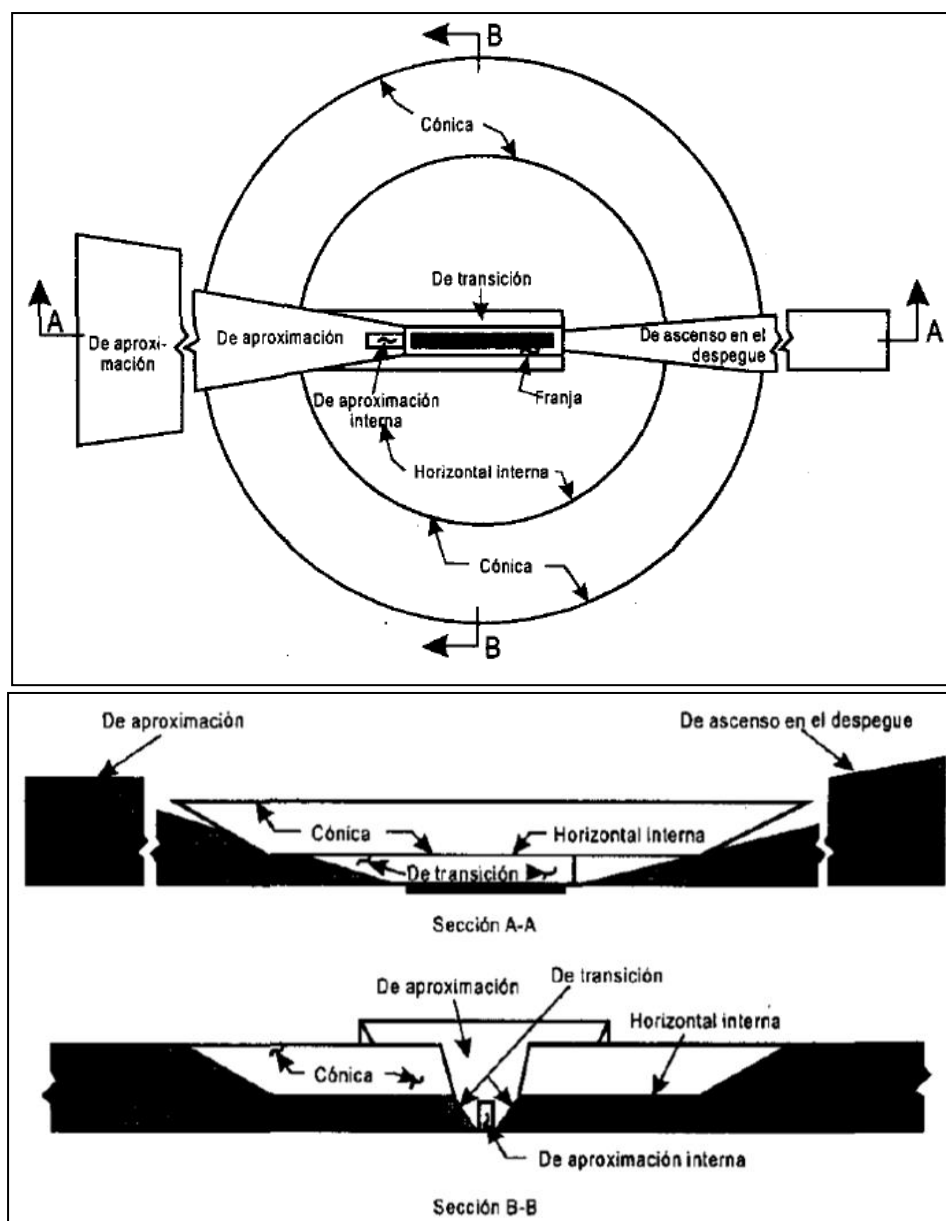 B
Cónica
De transición
A
De aproxi-
mación
De aproximación
De ascenso en el
despegue
A
De aproximación
interna
Franja
Horizontal interna
Cónica
B
De aproximación
De ascenso en el despegue
Cónica
Horizontal interna
De transición
Sección A-A
De aproximación
De transición
Horizontal interna
Cónica
De aproximación interna
Sección B-B